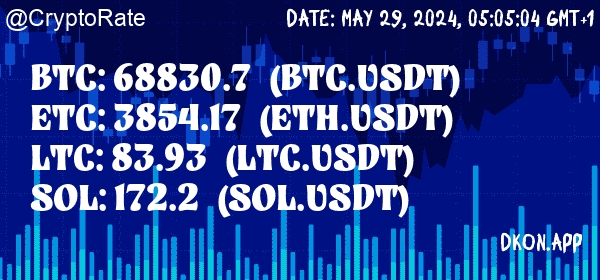 @CryptoRate
DATE: MAY 29, 2024, 05:05:04 GMT+1
BTC: 68830.7 (BTC.USDT)
ETC: 3854.17 (ETH.USDT)
LTC: 83.93 (LTC.USDT)
SOL: 172.2 (SOL.USDT)
DKON.APP